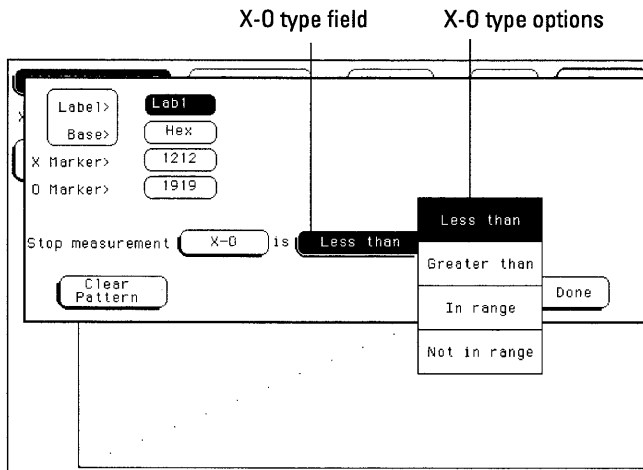 X-O type field
X-O type options
Label>
Lab1
Base>
Hex
X Marker>
1212
O Marker>
1919
Stop measurement
X-O
is
Less than
Less than
Greater than
In range
Not in range
Clear
Pattern
Done